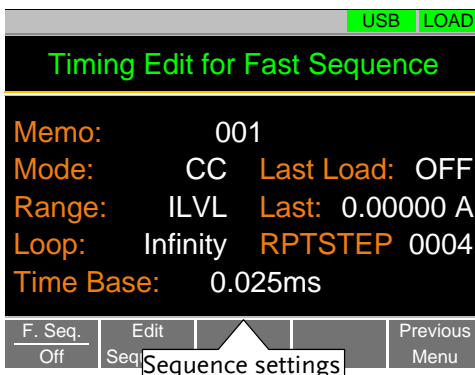 USB LOAD
Timing Edit for Fast Sequence
Memo: 001
Mode: CC Last Load: OFF
Range: ILVL Last: 0.00000 A
Loop: Infinity RPTSTEP 0004
Time Base: 0.025ms
F. Seq. Edit Previous
Off Seq Menu
Sequence settings